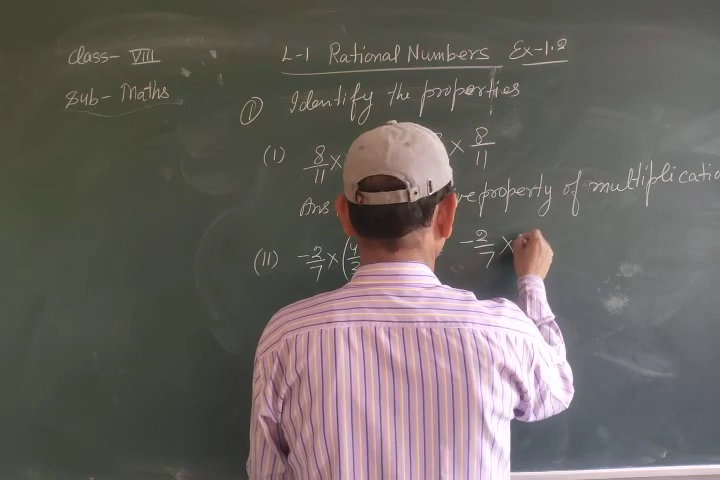 Class- VIII
L-1 Rational Numbers Ex-1.2
Sub- Maths
① Identify the properties
(I) 8/11 × × 8/11
Ans property of multiplication
(II) -2/7 × ( -2/7 ×